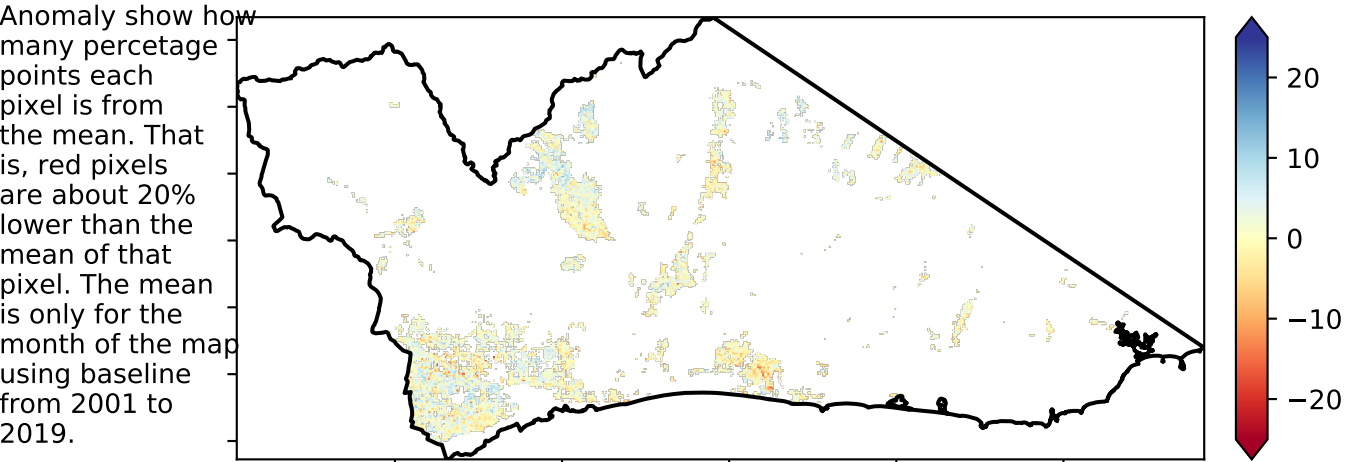 Anomaly show how
many percetage
points each
pixel is from
the mean. That
is, red pixels
are about 20%
lower than the
mean of that
pixel. The mean
is only for the
month of the map
using baseline
from 2001 to
2019.
20
10
0
−10
−20